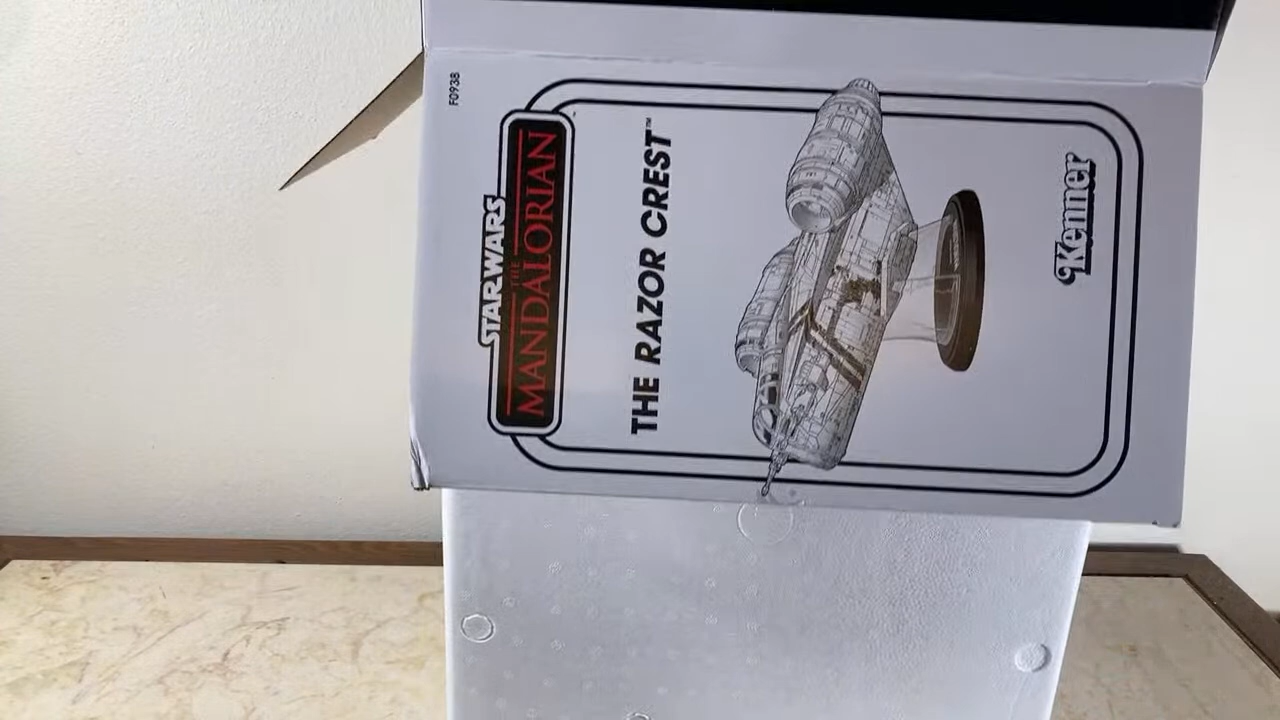 F0938
STAR WARS
THE
MANDALORIAN
THE RAZOR CREST™
Kenner